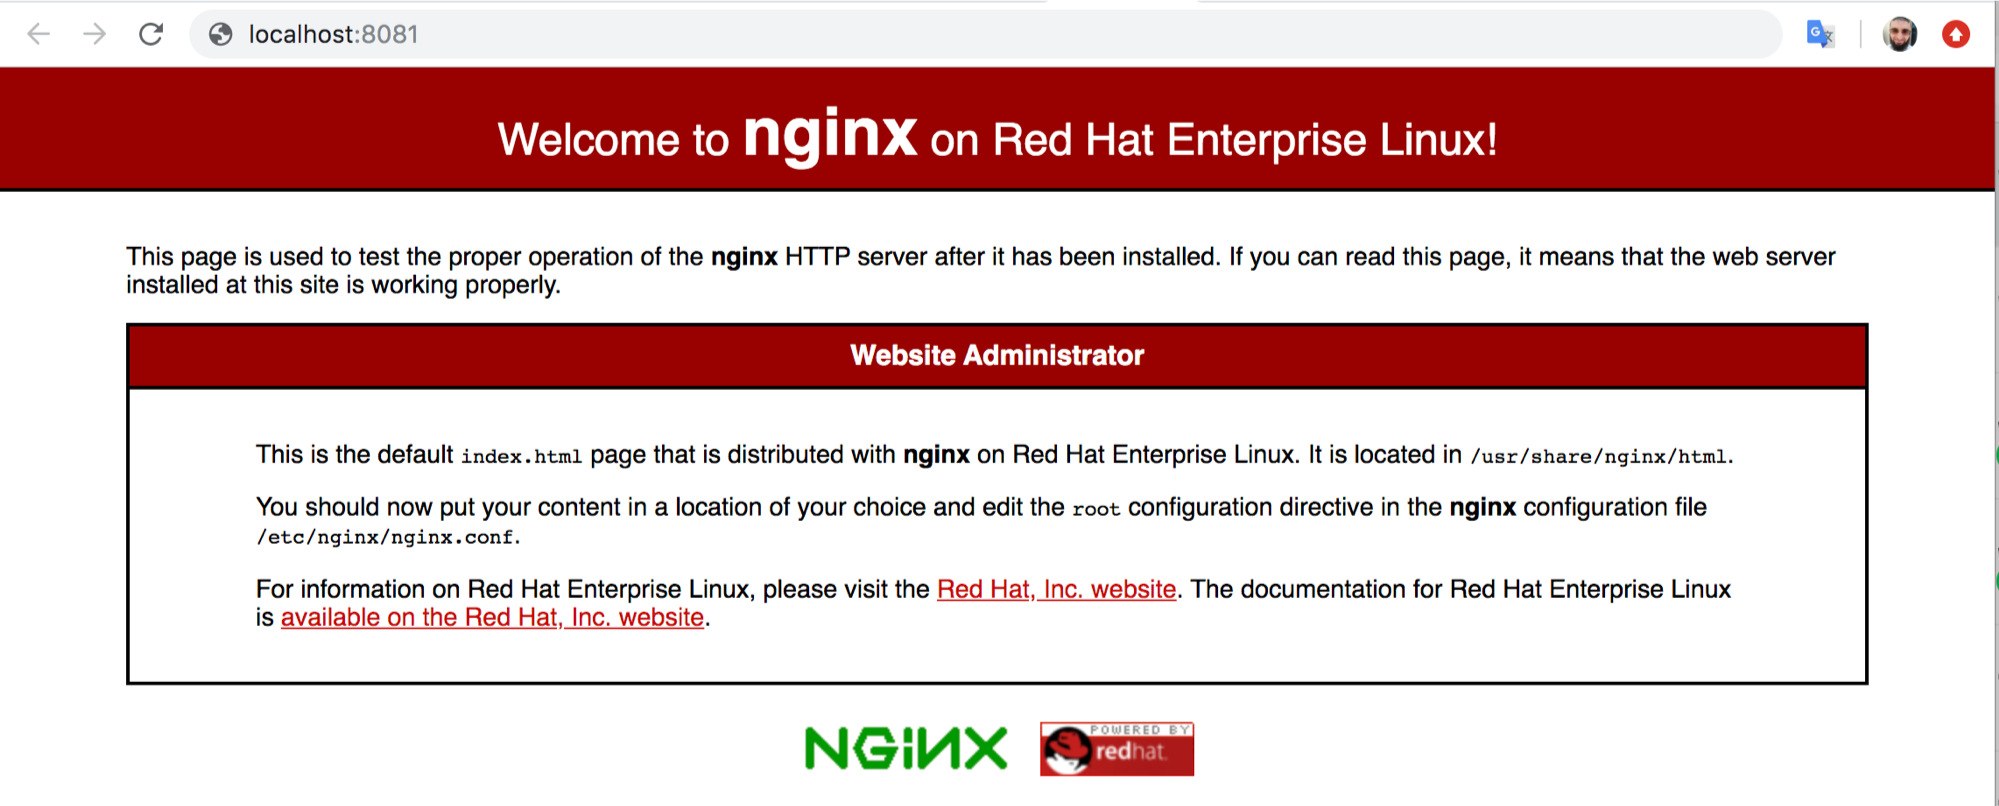 localhost:8081
Welcome to nginx on Red Hat Enterprise Linux!
This page is used to test the proper operation of the nginx HTTP server after it has been installed. If you can read this page, it means that the web server
installed at this site is working properly.
Website Administrator
This is the default index.html page that is distributed with nginx on Red Hat Enterprise Linux. It is located in /usr/share/nginx/html.
You should now put your content in a location of your choice and edit the root configuration directive in the nginx configuration file
/etc/nginx/nginx.conf.
For information on Red Hat Enterprise Linux, please visit the Red Hat, Inc. website. The documentation for Red Hat Enterprise Linux
is available on the Red Hat, Inc. website.
NGINX
POWERED BY
redhat.